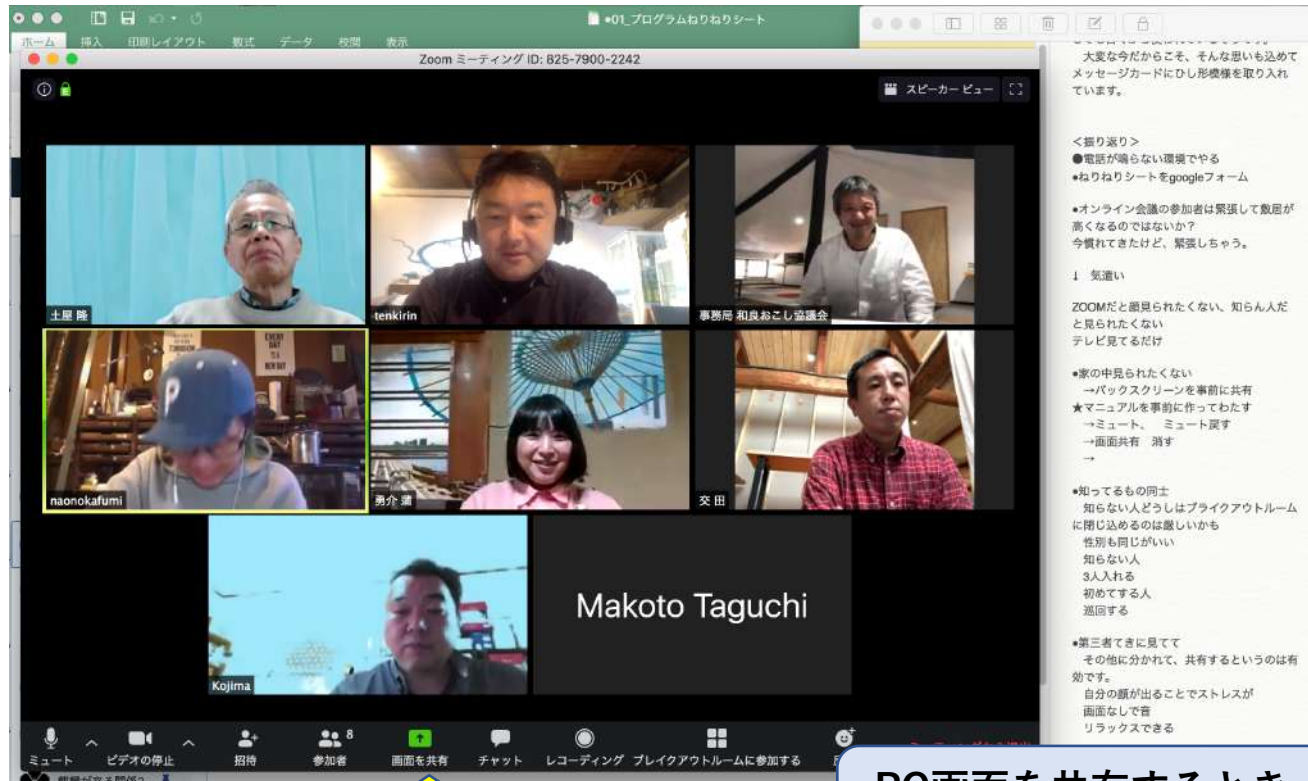 ●01_プログラムねりねりシート
ホーム 挿入 印刷レイアウト 数式 データ 校閲 表示
Zoom ミーティング ID: 825-7900-2242
スピーカー ビュー
土屋 隆
tenkirin
事務局 和良おこし協議会
EVERY
DAY
IS A
NEW DAY
naonokafumi
勇介 蒲
交 田
Kojima
Makoto Taguchi
ミュート ビデオの停止 招待 参加者 8 画面を共有 チャット レコーディング ブレイクアウトルームに参加する
大変な今だからこそ、そんな思いも込めて
メッセージカードにひし形模様を取り入れ
ています。
＜振り返り＞
●電話が鳴らない環境でやる
•ねりねりシートをgoogleフォーム
•オンライン会議の参加者は緊張して敷居が
高くなるのではないか？
今慣れてきたけど、緊張しちゃう。
↓ 気遣い
ZOOMだと顔見られたくない、知らん人だ
と見られたくない
テレビ見てるだけ
•家の中見られたくない
→バックスクリーンを事前に共有
★マニュアルを事前に作ってわたす
→ミュート、 ミュート戻す
→画面共有 消す
→
•知ってるもの同士
知らない人どうしはブライクアウトルーム
に閉じ込めるのは厳しいかも
性別も同じがいい
知らない人
3人入れる
初めてする人
巡回する
•第三者てきに見てて
その他に分かれて、共有するというのは有
効です。
自分の顔が出ることでストレスが
画面なしで音
リラックスできる
PC画面を共有するとき